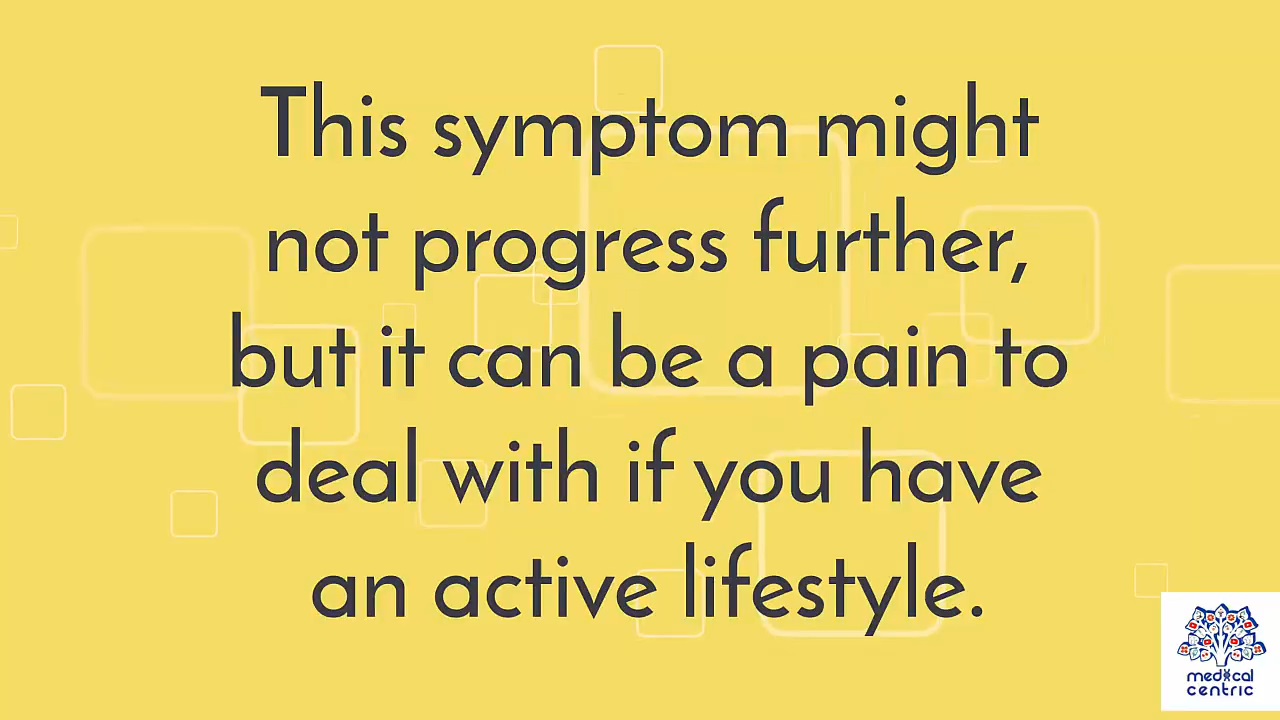 This symptom might
not progress further,
but it can be a pain to
deal with if you have
an active lifestyle.
medical
centric